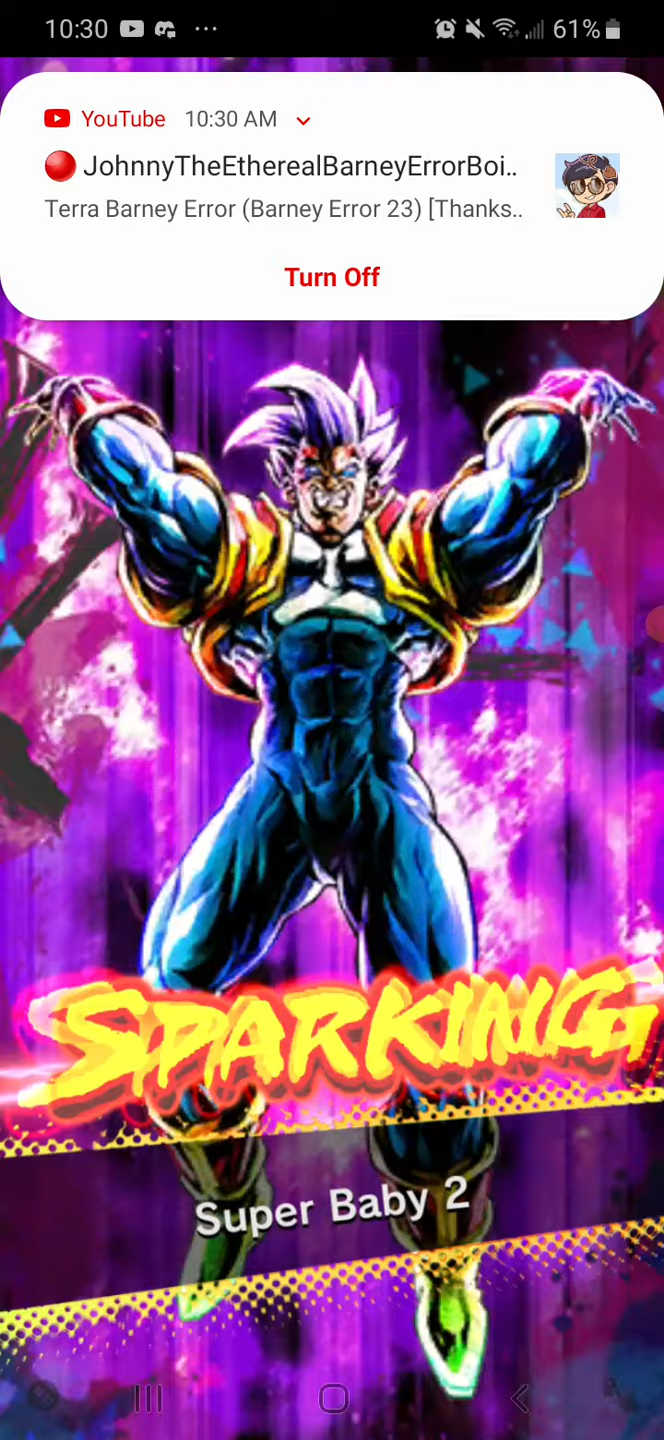 10:30 61%
YouTube 10:30 AM
JohnnyTheEtherealBarneyErrorBoi..
Terra Barney Error (Barney Error 23) [Thanks..
Turn Off
SPARKING
Super Baby 2